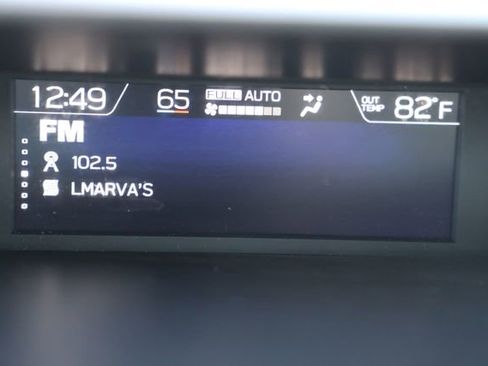 12:49 65 FULL AUTO OUT TEMP 82°F
FM
102.5
LMARVA'S